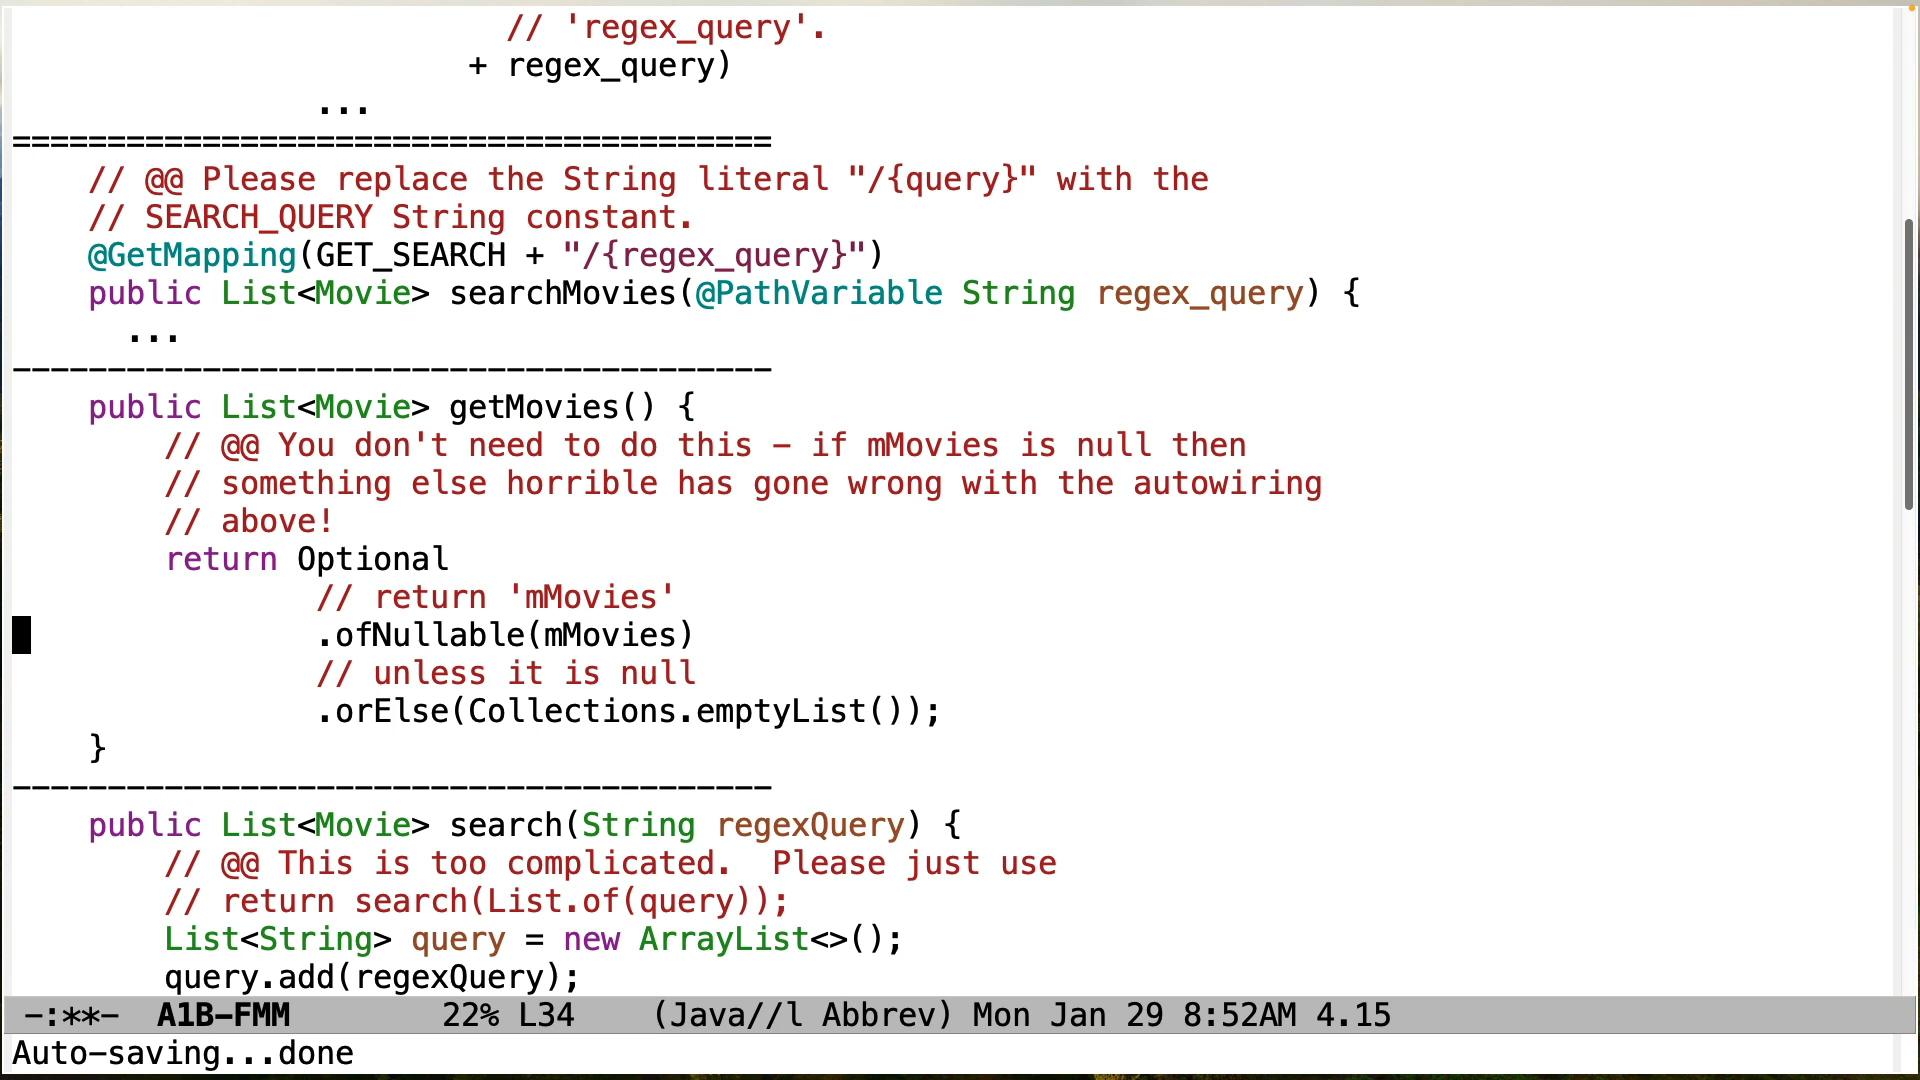 // 'regex_query'.
+ regex_query)
...
========================================
// @@ Please replace the String literal "/{query}" with the
// SEARCH_QUERY String constant.
@GetMapping(GET_SEARCH + "/{regex_query}")
public List<Movie> searchMovies(@PathVariable String regex_query) {
...
----------------------------------------
public List<Movie> getMovies() {
// @@ You don't need to do this - if mMovies is null then
// something else horrible has gone wrong with the autowiring
// above!
return Optional
// return 'mMovies'
.ofNullable(mMovies)
// unless it is null
.orElse(Collections.emptyList());
}
----------------------------------------
public List<Movie> search(String regexQuery) {
// @@ This is too complicated.  Please just use
// return search(List.of(query));
List<String> query = new ArrayList<>();
query.add(regexQuery);
-:**-  A1B-FMM        22% L34    (Java//l Abbrev) Mon Jan 29 8:52AM 4.15
Auto-saving...done